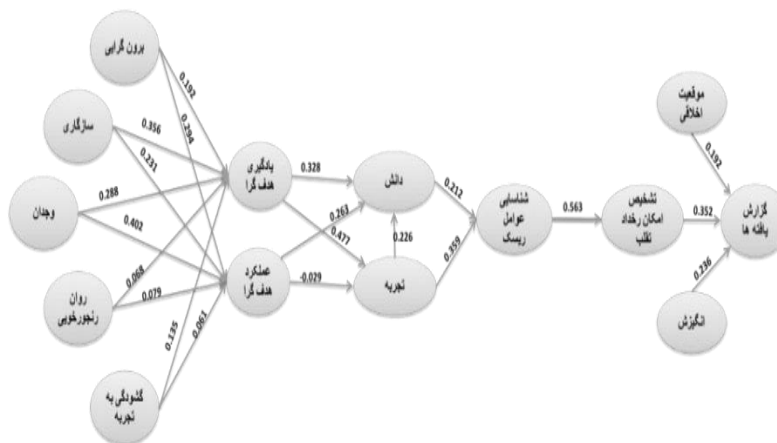 برون گرایی
سازگاری
وجدان
روان
رنجورخویی
گشودگی به
تجربه
0.192
0.294
0.356
0.231
0.288
0.402
0.068
0.079
0.135
0.061
یادگیری
هدف گرا
عملکرد
هدف گرا
0.328
0.477
0.263
-0.029
دانش
0.226
تجربه
0.212
0.359
شناسایی
عوامل
ریسک
0.563
تشخیص
امکان رخداد
تقلب
موقعیت
اخلاقی
0.192
0.352
0.236
انگیزش
گزارش
یافته ها